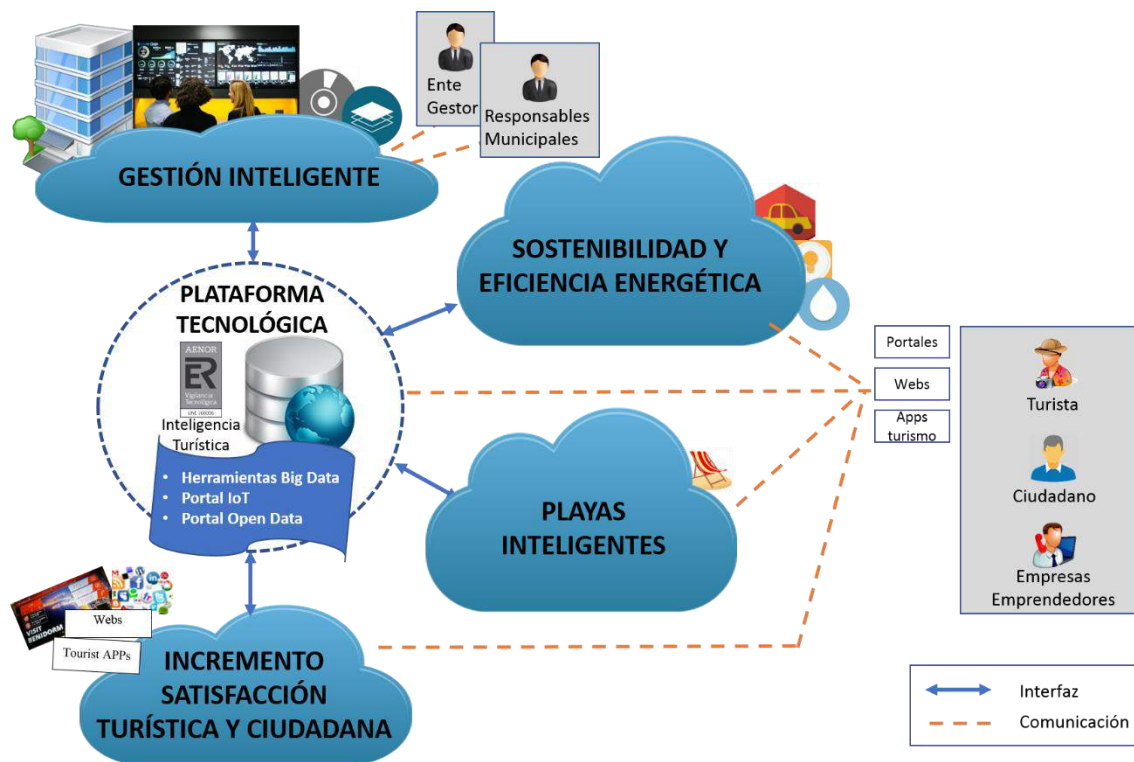 Ente
Gestor
Responsables
Municipales
GESTIÓN INTELIGENTE
SOSTENIBILIDAD Y
EFICIENCIA ENERGÉTICA
PLATAFORMA
TECNOLÓGICA
AENOR
ER
Vigilancia
Tecnológica
Inteligencia
Turística
• Herramientas Big Data
• Portal IoT
• Portal Open Data
Portales
Webs
Apps
turismo
Turista
Ciudadano
Empresas
Emprendedores
PLAYAS
INTELIGENTES
VISIT
BENIDORM
Webs
Tourist APPs
INCREMENTO
SATISFACCIÓN
TURÍSTICA Y CIUDADANA
Interfaz
Comunicación